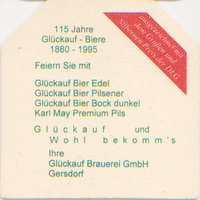 115 Jahre
Glückauf - Biere
1880 - 1995
ausgezeichnet mit
dem Großen und
Silbernen Preis der DLG
Feiern Sie mit
Glückauf Bier Edel
Glückauf Bier Pilsener
Glückauf Bier Bock dunkel
Karl May Premium Pils
Glückauf und
Wohl bekomm's
Ihre
Glückauf Brauerei GmbH
Gersdorf